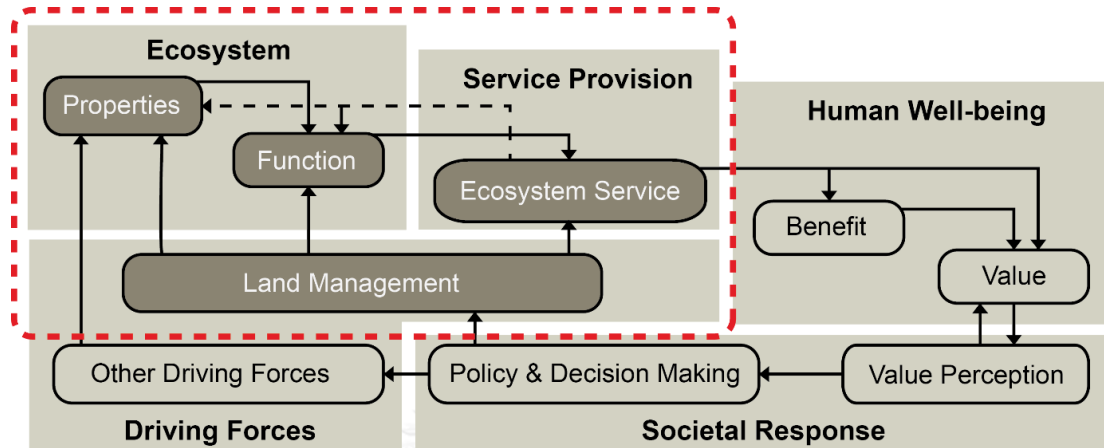 Ecosystem
Service Provision
Properties
Human Well-being
Function
Ecosystem Service
Benefit
Land Management
Value
Other Driving Forces
Policy & Decision Making
Value Perception
Driving Forces
Societal Response